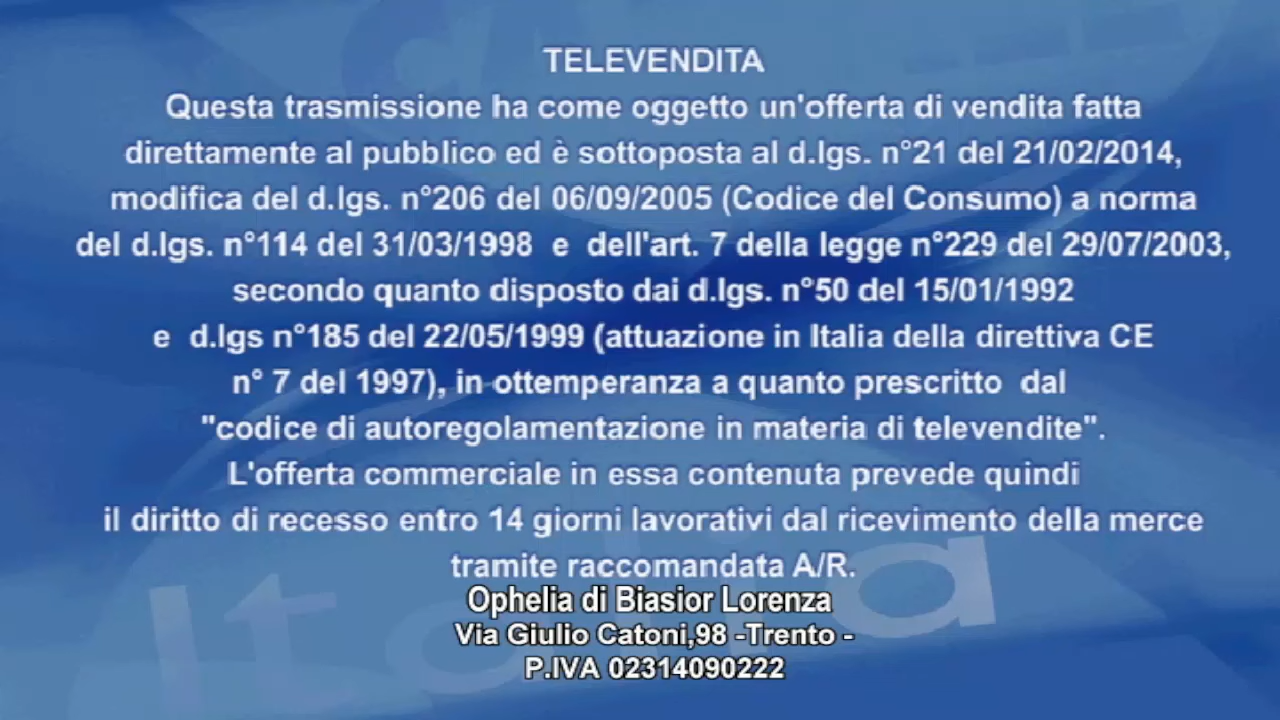 TELEVENDITA
Questa trasmissione ha come oggetto un'offerta di vendita fatta
direttamente al pubblico ed è sottoposta al d.lgs. n°21 del 21/02/2014,
modifica del d.lgs. n°206 del 06/09/2005 (Codice del Consumo) a norma
del d.lgs. n°114 del 31/03/1998 e dell'art. 7 della legge n°229 del 29/07/2003,
secondo quanto disposto dai d.lgs. n°50 del 15/01/1992
e d.lgs n°185 del 22/05/1999 (attuazione in Italia della direttiva CE
n° 7 del 1997), in ottemperanza a quanto prescritto dal
"codice di autoregolamentazione in materia di televendite".
L'offerta commerciale in essa contenuta prevede quindi
il diritto di recesso entro 14 giorni lavorativi dal ricevimento della merce
tramite raccomandata A/R.
Ophelia di Biasior Lorenza
Via Giulio Catoni,98 -Trento -
P.IVA 02314090222
Italia